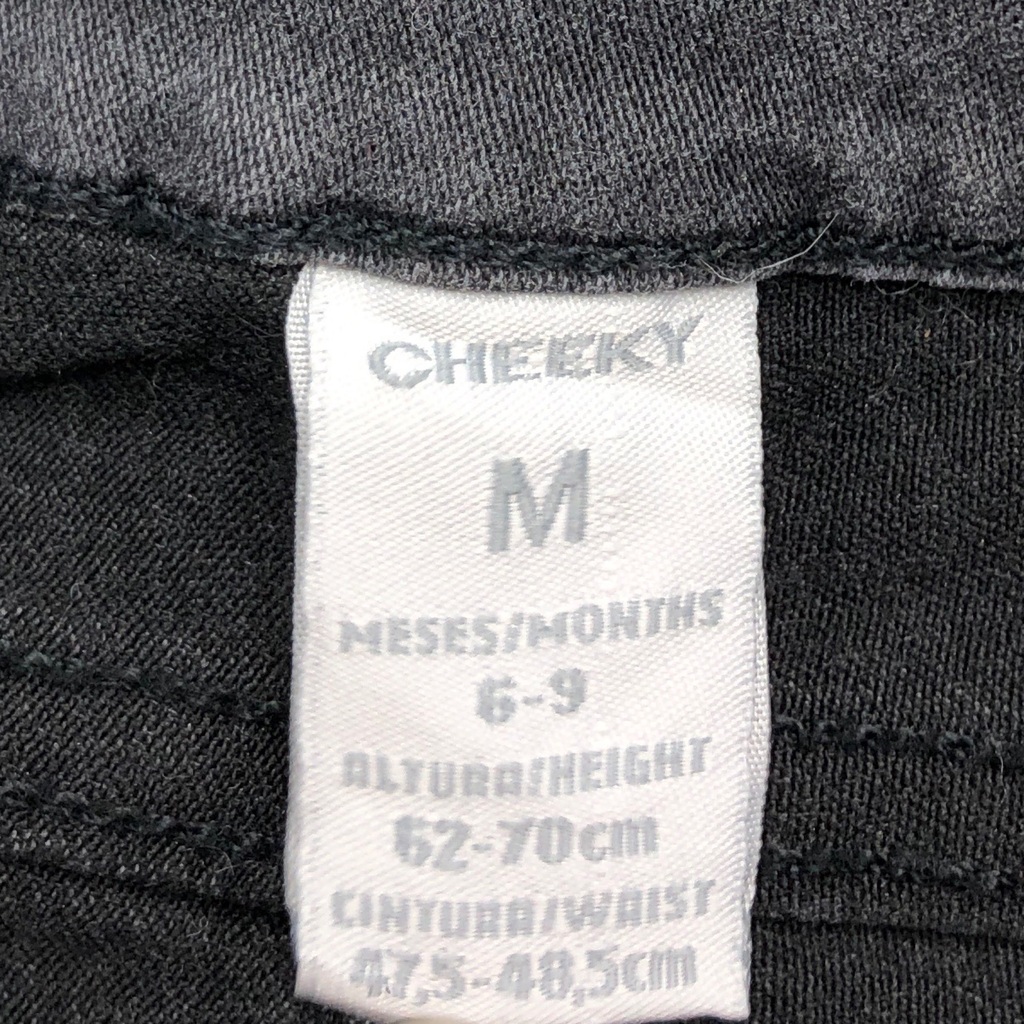 CHEEKY
M
MESES/MONTHS
6-9
ALTURA/HEIGHT
62-70cm
CINTURA/WAIST
47,5-48,5cm